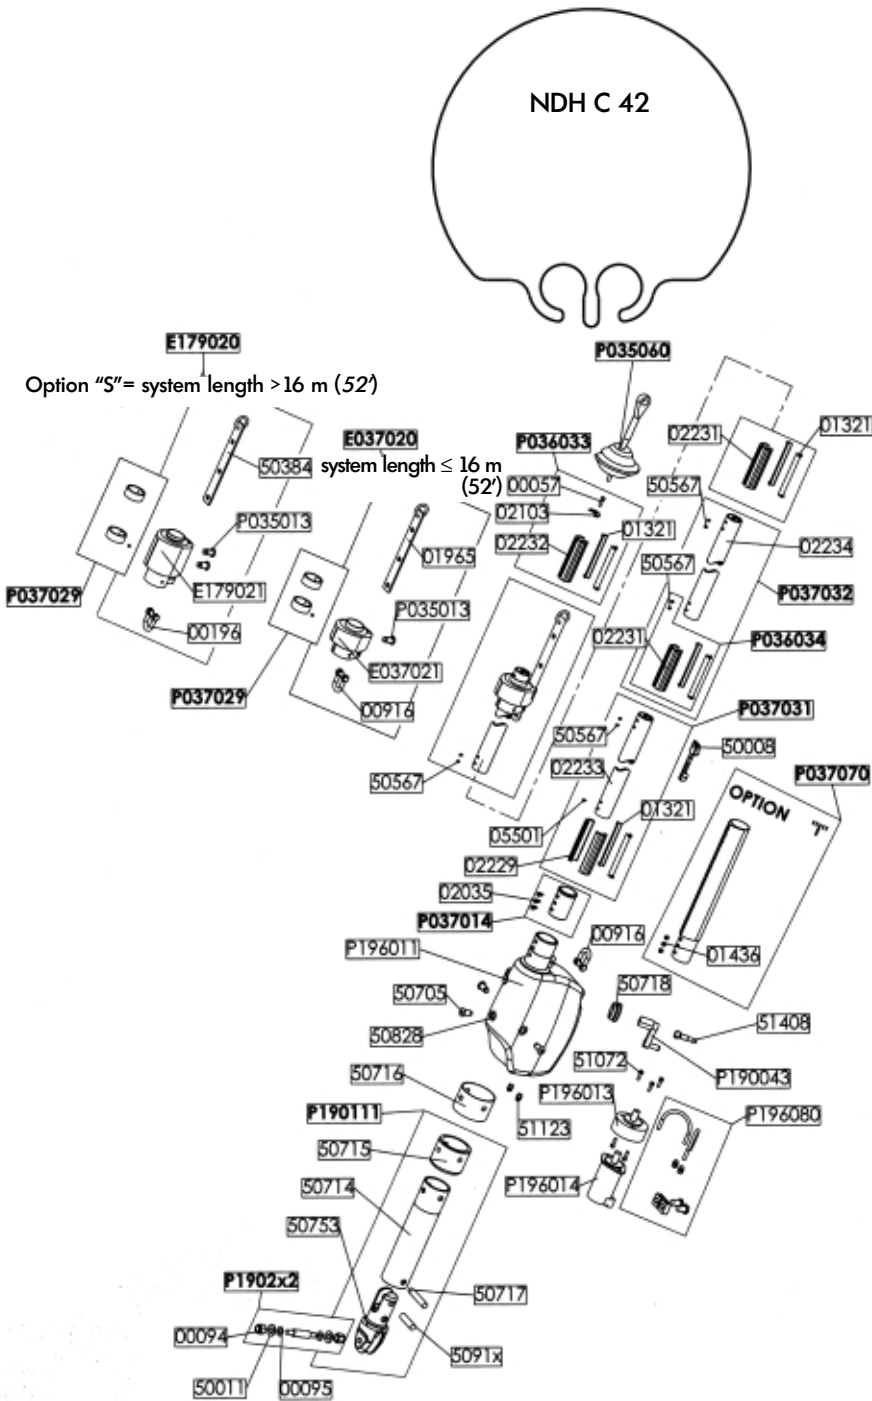 NDH C 42
E179020
P035060
Option “S”= system length >16 m (52’)
E037020
P036033
02231
01321
50384
system length ≤ 16 m
(52’)
00057
50567
02103
P035013
01321
02232
02234
01965
50567
E179021
P037029
P037032
P035013
00196
02231
P036034
E037021
P037029
00916
P037031
50567
50008
02233
P037070
50567
OPTION "T"
01321
05501
02229
02035
P037014
00916
P196011
01436
50718
50705
51408
50828
51072
50716
P190043
P196013
P190111
P196080
51123
50715
50714
P196014
50753
P1902x2
50717
00094
5091x
50011
00095